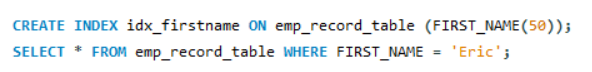 CREATE INDEX idx_firstname ON emp_record_table (FIRST_NAME(50));
SELECT * FROM emp_record_table WHERE FIRST_NAME = 'Eric';